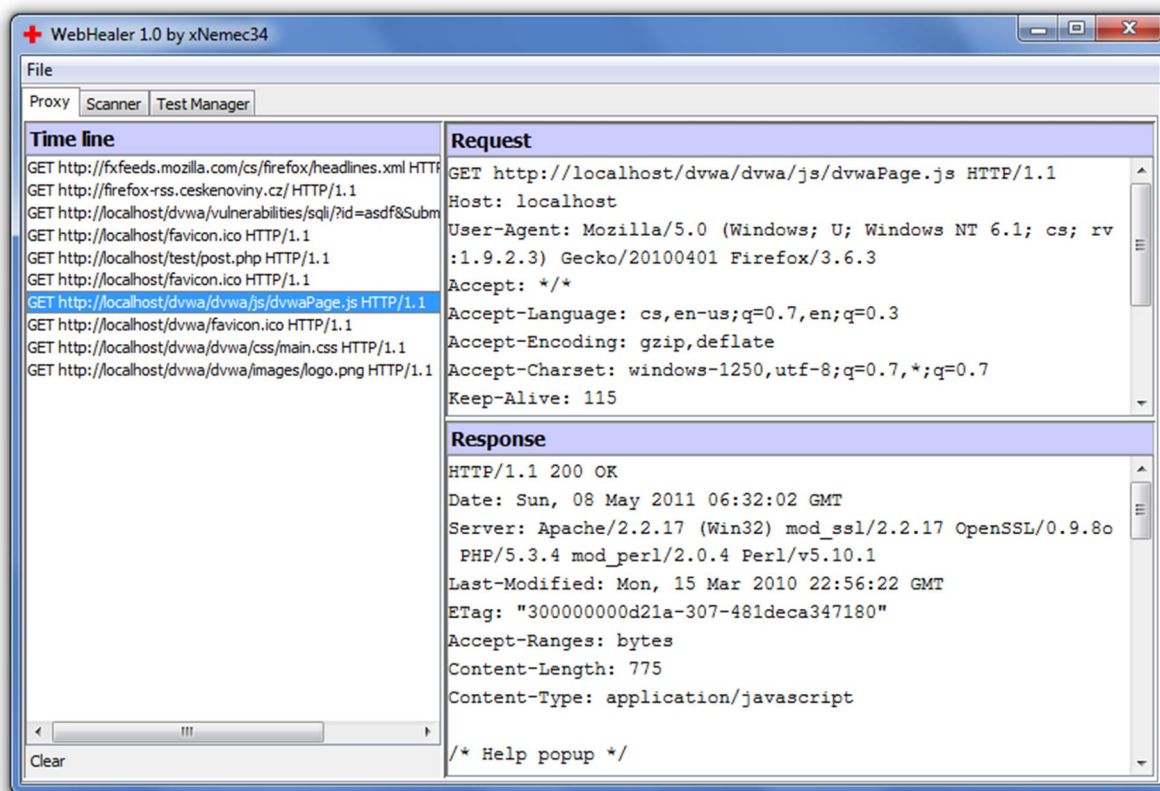 WebHealer 1.0 by xNemec34
File
Proxy Scanner Test Manager
Time line
GET http://fxfeeds.mozilla.com/cs/firefox/headlines.xml HTTP
GET http://firefox-rss.ceskenoviny.cz/ HTTP/1.1
GET http://localhost/dvwa/vulnerabilities/sqli/?id=asdf&Subm
GET http://localhost/favicon.ico HTTP/1.1
GET http://localhost/test/post.php HTTP/1.1
GET http://localhost/favicon.ico HTTP/1.1
GET http://localhost/dvwa/dvwa/js/dvwaPage.js HTTP/1.1
GET http://localhost/dvwa/favicon.ico HTTP/1.1
GET http://localhost/dvwa/dvwa/css/main.css HTTP/1.1
GET http://localhost/dvwa/dvwa/images/logo.png HTTP/1.1
Clear
Request
GET http://localhost/dvwa/dvwa/js/dvwaPage.js HTTP/1.1
Host: localhost
User-Agent: Mozilla/5.0 (Windows; U; Windows NT 6.1; cs; rv
:1.9.2.3) Gecko/20100401 Firefox/3.6.3
Accept: */*
Accept-Language: cs,en-us;q=0.7,en;q=0.3
Accept-Encoding: gzip,deflate
Accept-Charset: windows-1250,utf-8;q=0.7,*;q=0.7
Keep-Alive: 115
Response
HTTP/1.1 200 OK
Date: Sun, 08 May 2011 06:32:02 GMT
Server: Apache/2.2.17 (Win32) mod_ssl/2.2.17 OpenSSL/0.9.8o
PHP/5.3.4 mod_perl/2.0.4 Perl/v5.10.1
Last-Modified: Mon, 15 Mar 2010 22:56:22 GMT
ETag: "300000000d21a-307-481deca347180"
Accept-Ranges: bytes
Content-Length: 775
Content-Type: application/javascript
/* Help popup */